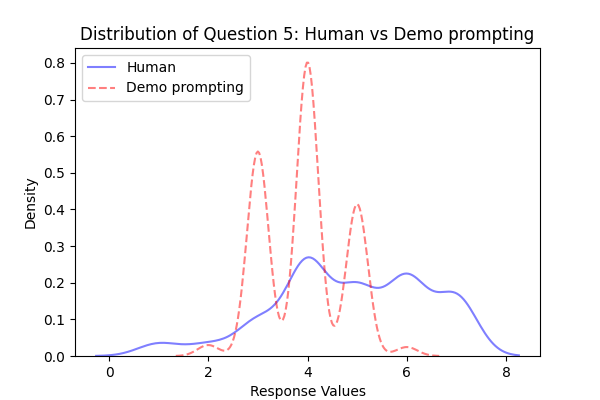 Distribution of Question 5: Human vs Demo prompting
Human
Demo prompting
0.8
0.7
0.6
0.5
0.4
0.3
0.2
0.1
0.0
Density
0 2 4 6 8
Response Values